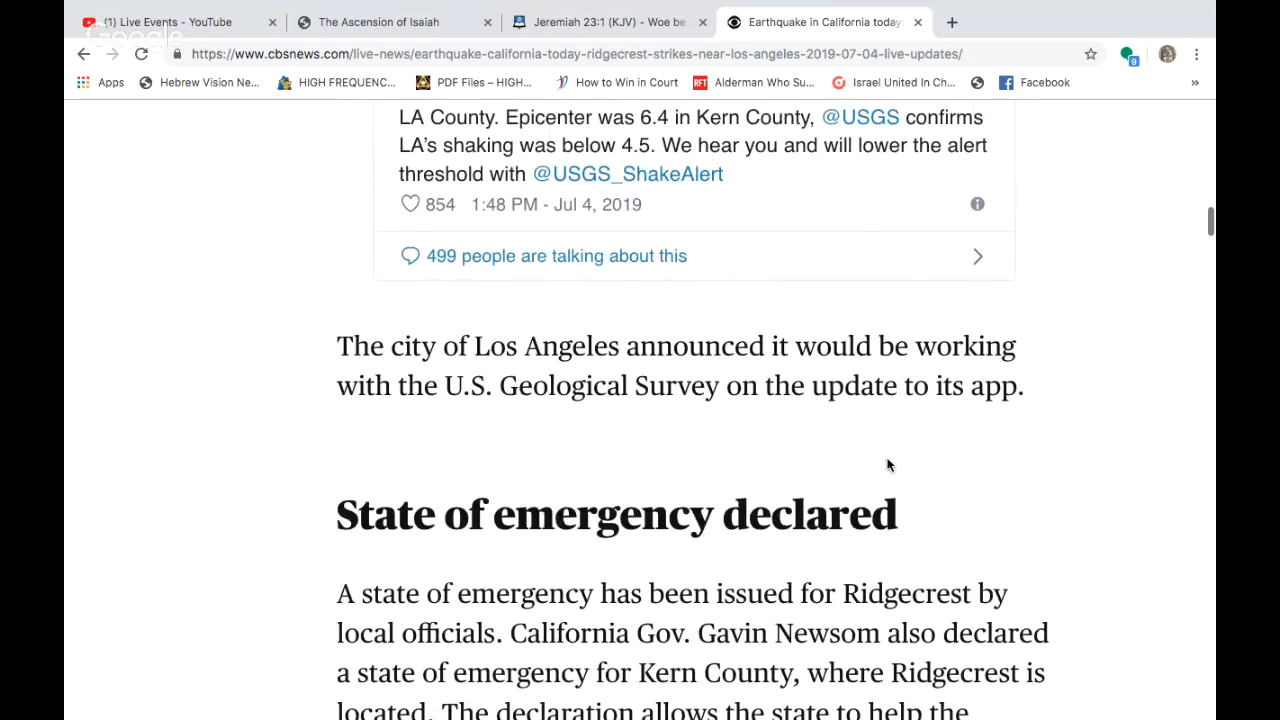 (1) Live Events - YouTube
The Ascension of Isaiah
Jeremiah 23:1 (KJV) - Woe be
Earthquake in California today:
Google
https://www.cbsnews.com/live-news/earthquake-california-today-ridgecrest-strikes-near-los-angeles-2019-07-04-live-updates/
9
Apps
Hebrew Vision Ne...
HIGH FREQUENC...
PDF Files – HIGH...
How to Win in Court
RFT
Alderman Who Su...
Israel United In Ch...
Facebook
»
LA County. Epicenter was 6.4 in Kern County, @USGS confirms
LA's shaking was below 4.5. We hear you and will lower the alert
threshold with @USGS_ShakeAlert
854 1:48 PM - Jul 4, 2019
499 people are talking about this
The city of Los Angeles announced it would be working
with the U.S. Geological Survey on the update to its app.
State of emergency declared
A state of emergency has been issued for Ridgecrest by
local officials. California Gov. Gavin Newsom also declared
a state of emergency for Kern County, where Ridgecrest is
located. The declaration allows the state to help the